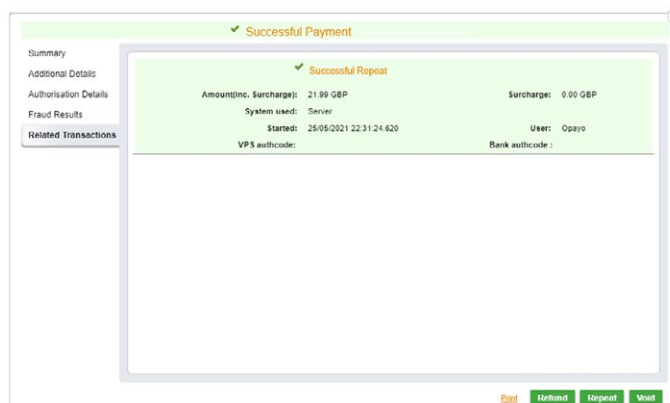 Successful Payment
Summary
Additional Details
Authorisation Details
Fraud Results
Related Transactions
Successful Repeat
Amount(Inc. Surcharge): 21.99 GBP Surcharge: 0.00 GBP
System used: Server
Started: 25/05/2021 22:31:24.620 User: Opayo
VPS authcode: Bank authcode :
Print Refund Repeat Void